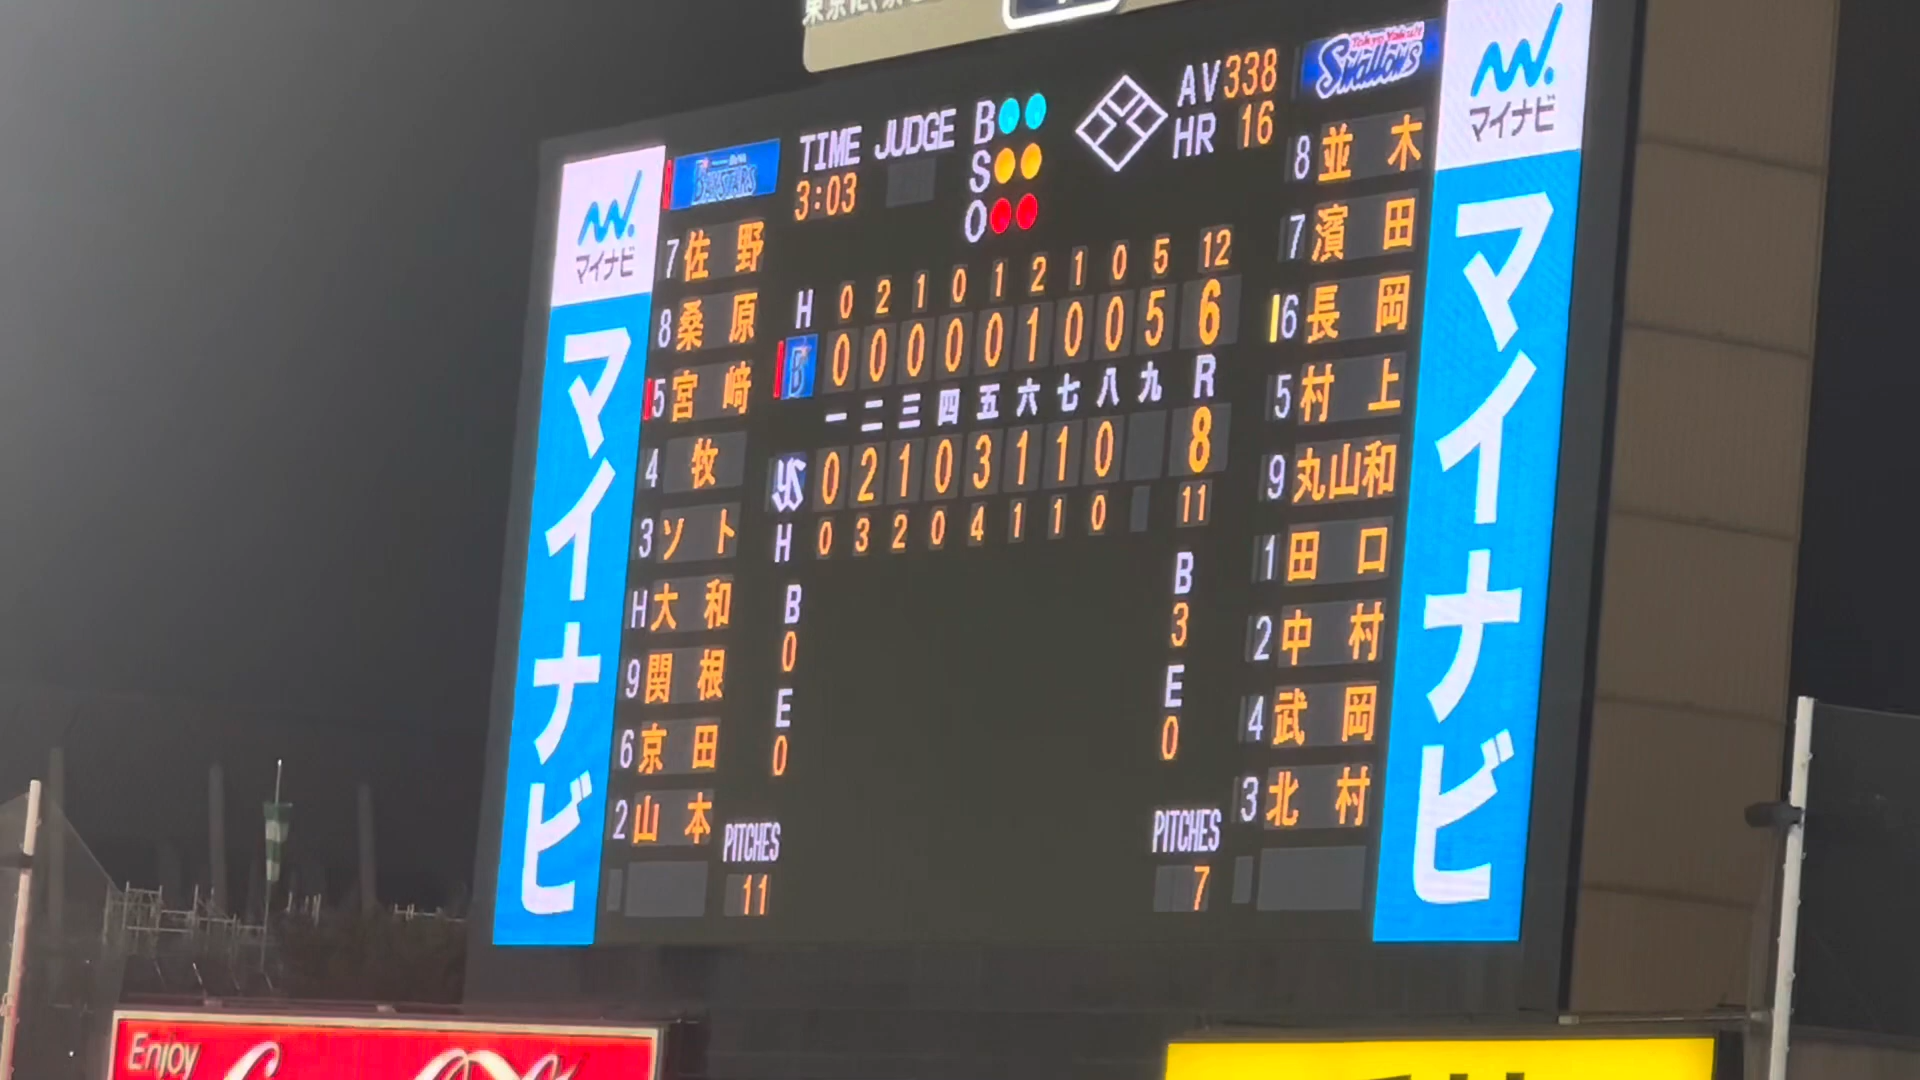 TIME JUDGE B
S
O
3:03
AV 338
HR 16
Tokyo Yakult
Swallows
BAYSTARS
マイナビ
マイナビ
7 佐野
8 桑原
5 宮﨑
4 牧
3 ソト
H 大和
9 関根
6 京田
2 山本
PITCHES
11
H 0 2 1 0 1 2 1 0 5 12
B 0 0 0 0 0 1 0 0 5 6
一 二 三 四 五 六 七 八 九 R
YS 0 2 1 0 3 1 1 0 8
H 0 3 2 0 4 1 1 0 11
B
0
E
0
B
3
E
0
PITCHES
7
8 並木
7 濱田
6 長岡
5 村上
9 丸山和
1 田口
2 中村
4 武岡
3 北村
マイナビ
マイナビ
Enjoy